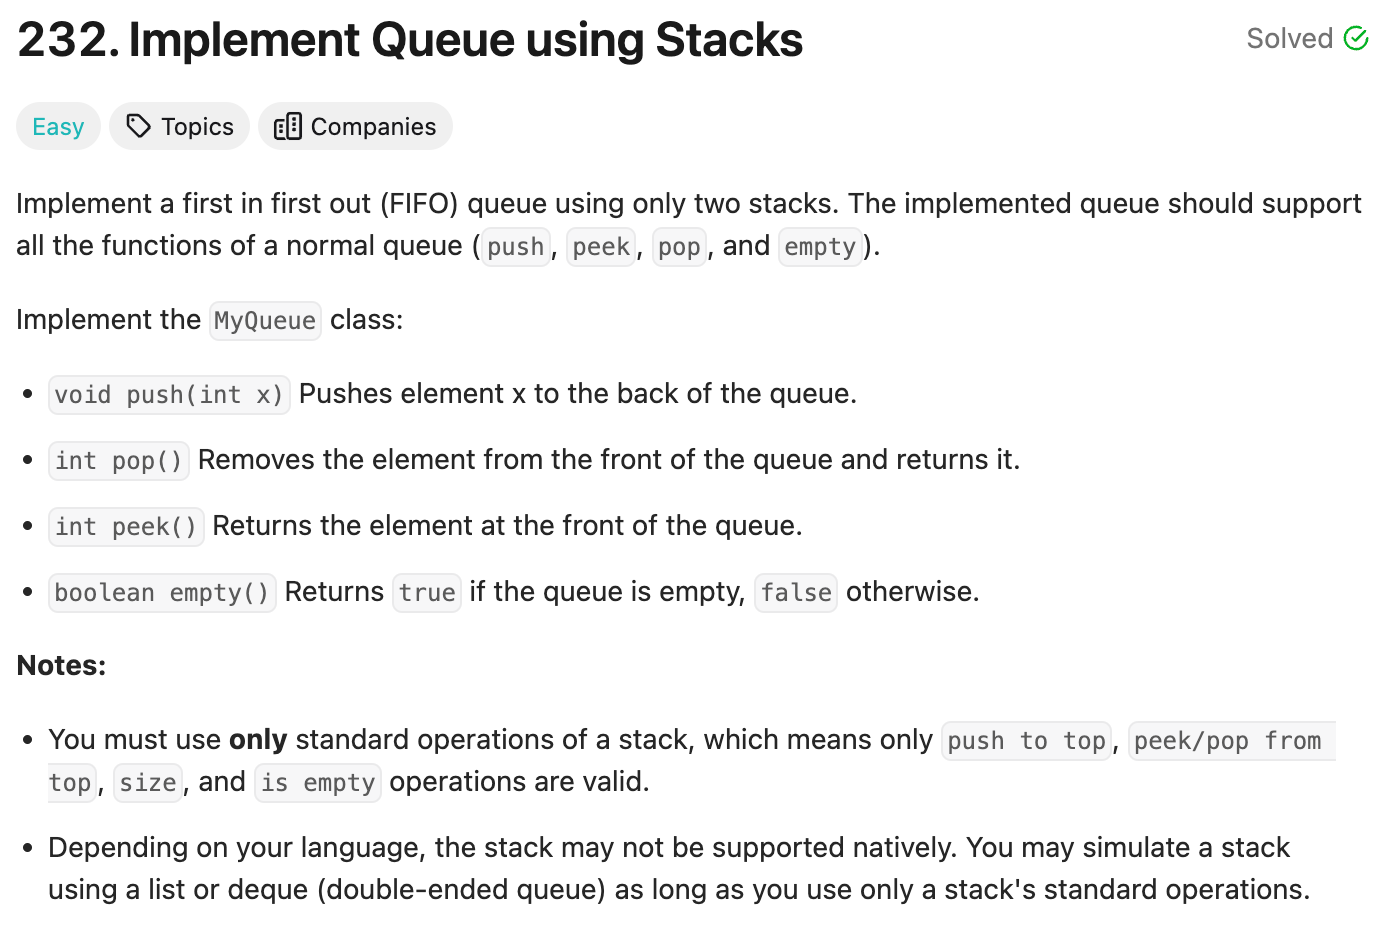 232. Implement Queue using Stacks
Solved
Easy
Topics
Companies
Implement a first in first out (FIFO) queue using only two stacks. The implemented queue should support
all the functions of a normal queue (push, peek, pop, and empty).
Implement the MyQueue class:
• void push(int x) Pushes element x to the back of the queue.
• int pop() Removes the element from the front of the queue and returns it.
• int peek() Returns the element at the front of the queue.
• boolean empty() Returns true if the queue is empty, false otherwise.
Notes:
• You must use only standard operations of a stack, which means only push to top, peek/pop from
top, size, and is empty operations are valid.
• Depending on your language, the stack may not be supported natively. You may simulate a stack
using a list or deque (double-ended queue) as long as you use only a stack's standard operations.